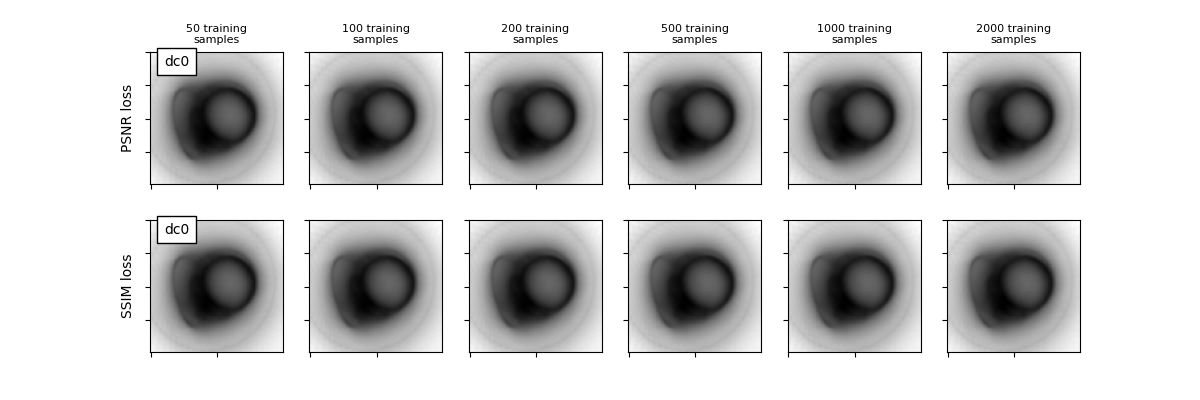 50 training
samples
100 training
samples
200 training
samples
500 training
samples
1000 training
samples
2000 training
samples
dc0
PSNR loss
dc0
SSIM loss